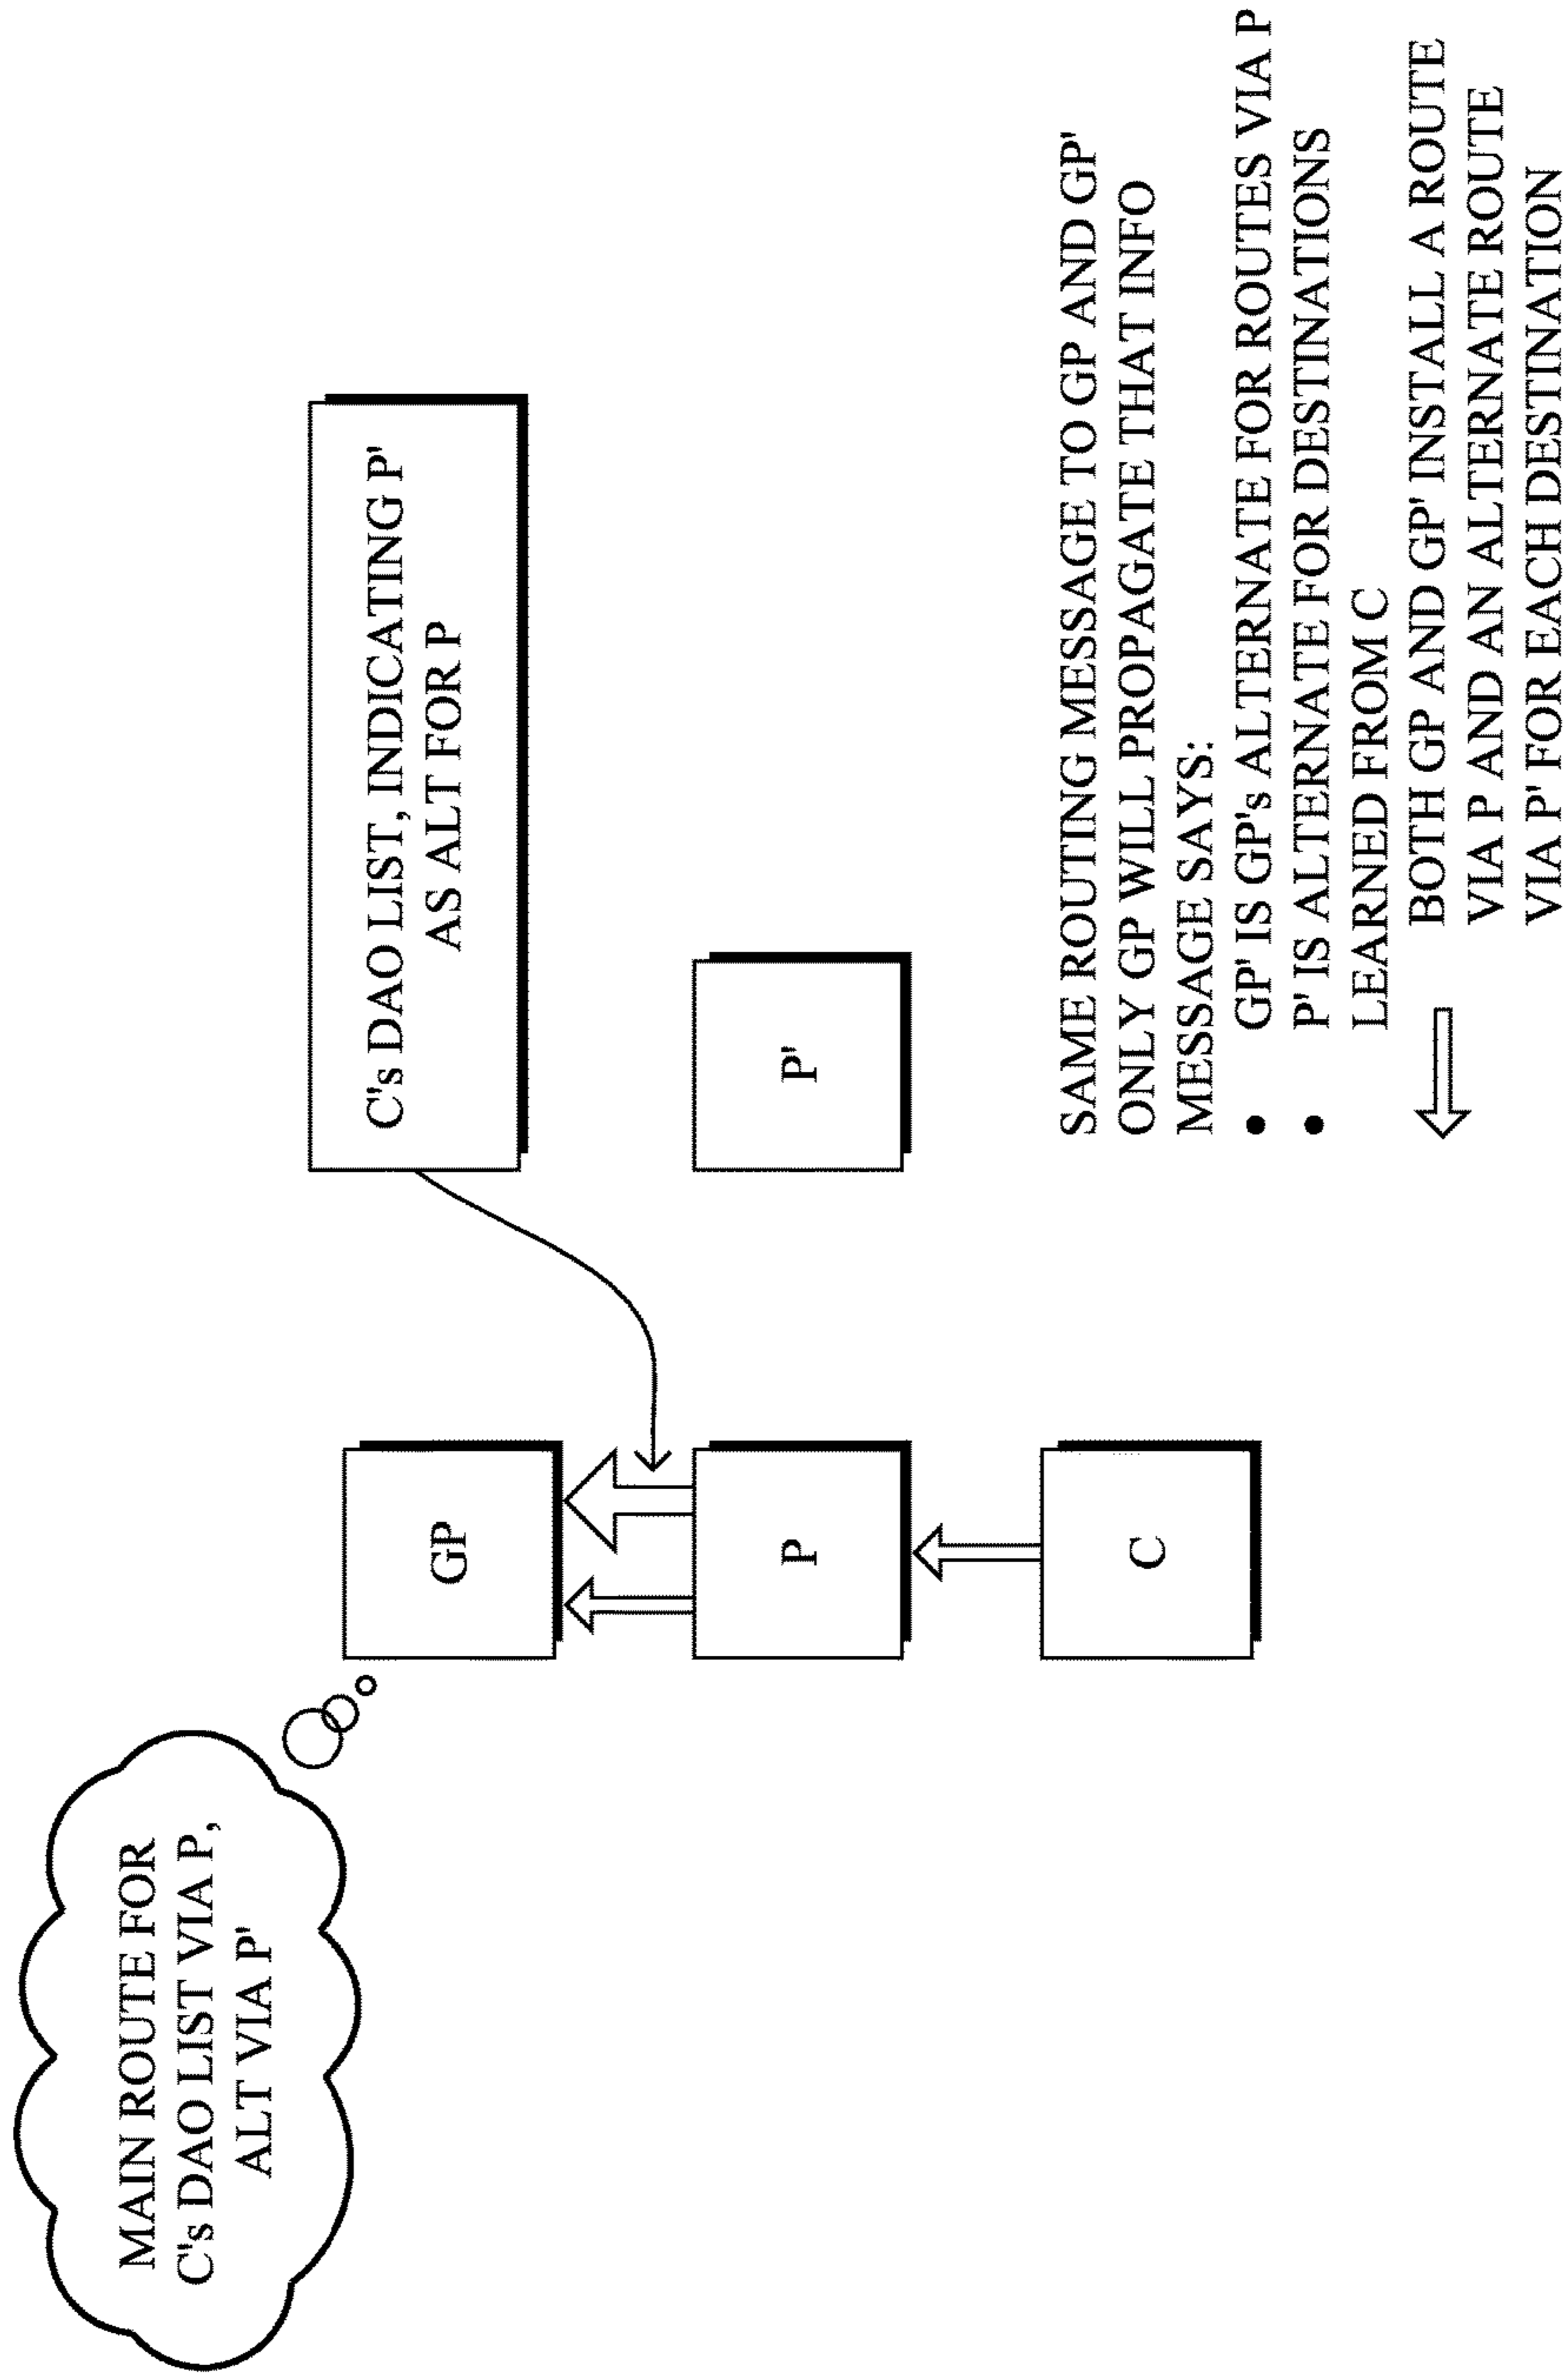 MAIN ROUTE FOR
C's DAO LIST VIA P,
ALT VIA P'
C's DAO LIST, INDICATING P'
AS ALT FOR P
GP
P
P'
C
SAME ROUTING MESSAGE TO GP AND GP'
ONLY GP WILL PROPAGATE THAT INFO
MESSAGE SAYS:
• GP' IS GP's ALTERNATE FOR ROUTES VIA P
• P' IS ALTERNATE FOR DESTINATIONS
LEARNED FROM C
BOTH GP AND GP' INSTALL A ROUTE
VIA P AND AN ALTERNATE ROUTE
VIA P' FOR EACH DESTINATION